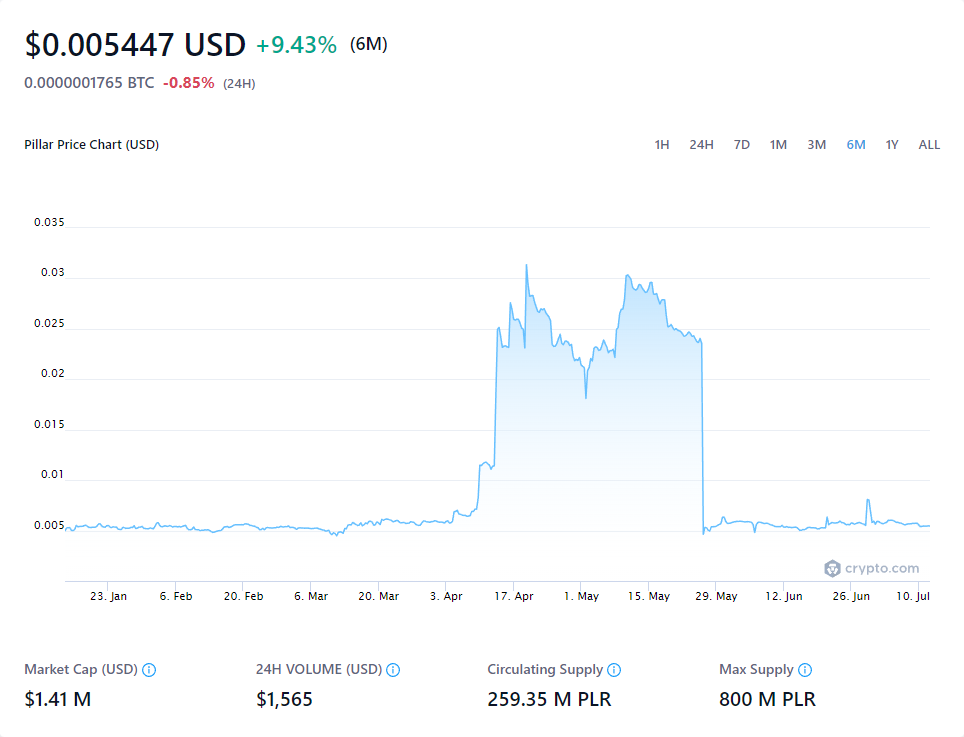 $0.005447 USD +9.43% (6M)
0.0000001765 BTC -0.85% (24H)
Pillar Price Chart (USD) 1H 24H 7D 1M 3M 6M 1Y ALL
0.035
0.03
0.025
0.02
0.015
0.01
0.005
crypto.com
23. Jan 6. Feb 20. Feb 6. Mar 20. Mar 3. Apr 17. Apr 1. May 15. May 29. May 12. Jun 26. Jun 10. Jul
Market Cap (USD) 24H VOLUME (USD) Circulating Supply Max Supply
$1.41 M $1,565 259.35 M PLR 800 M PLR